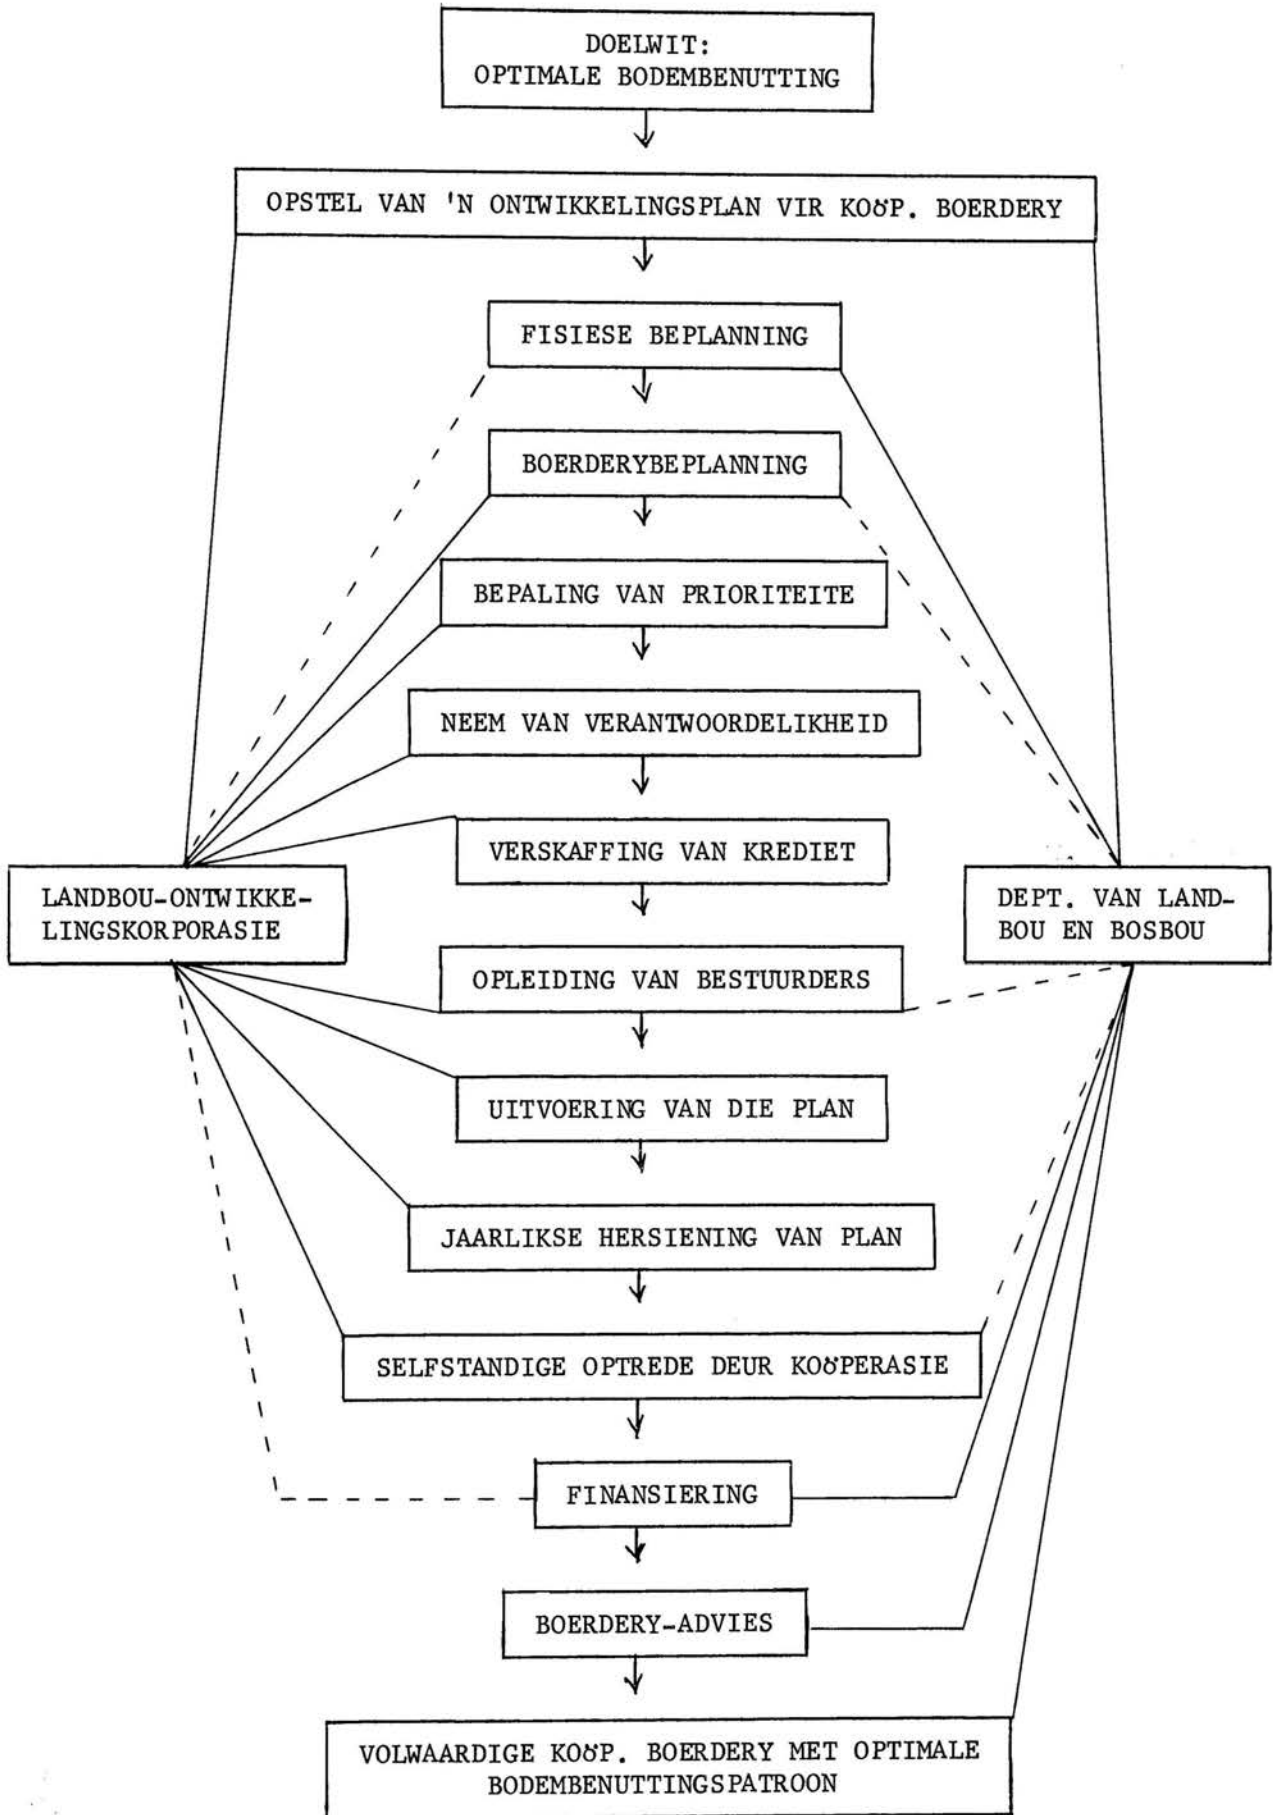 DOELWIT:
OPTIMALE BODEMBENUTTING
OPSTEL VAN 'N ONTWIKKELINGSPLAN VIR KOÖP. BOERDERY
FISIESE BEPLANNING
BOERDERYBEPLANNING
BEPALING VAN PRIORITEITE
NEEM VAN VERANTWOORDELIKHEID
VERSKAFFING VAN KREDIET
LANDBOU-ONTWIKKE-
LINGSKORPORASIE
DEPT. VAN LAND-
BOU EN BOSBOU
OPLEIDING VAN BESTUURDERS
UITVOERING VAN DIE PLAN
JAARLIKSE HERSIENING VAN PLAN
SELFSTANDIGE OPTREDE DEUR KOÖPERASIE
FINANSIERING
BOERDERY-ADVIES
VOLWAARDIGE KOÖP. BOERDERY MET OPTIMALE
BODEMBENUTTINGSPATROON